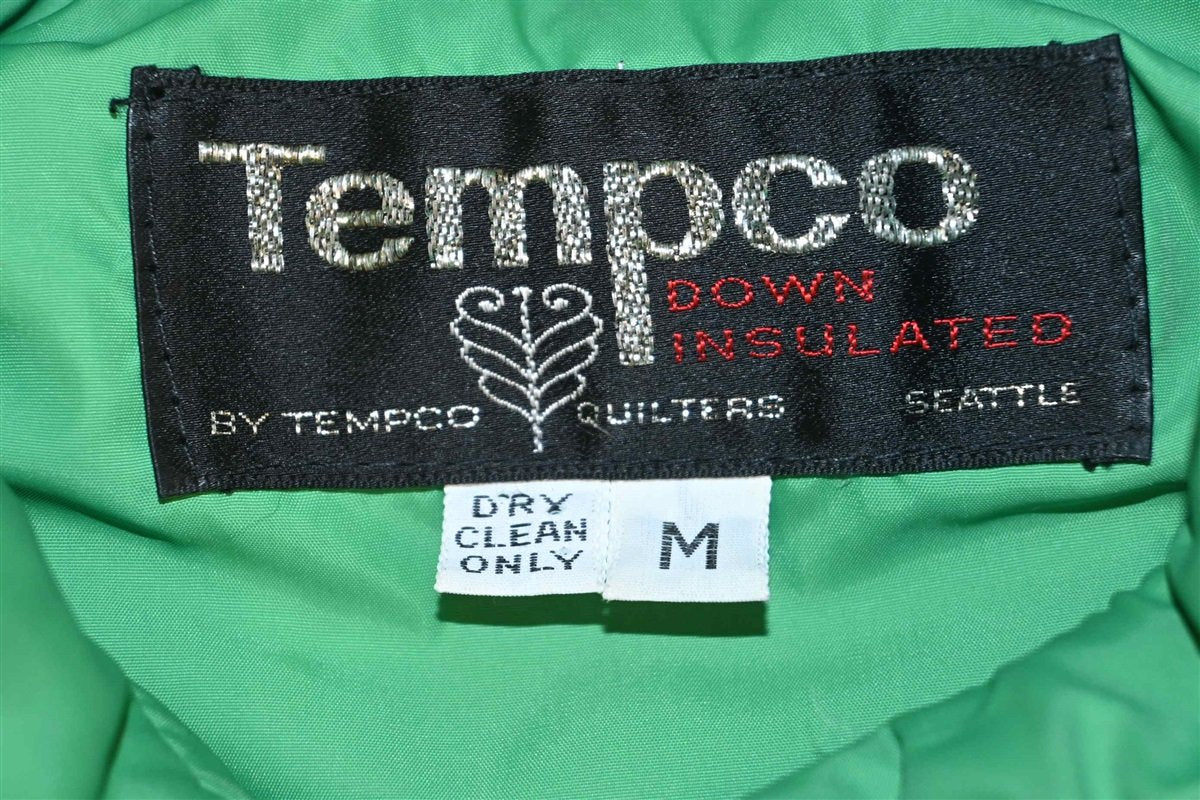 Tempco
DOWN
INSULATED
BY TEMPCO QUILTERS SEATTLE
DRY
CLEAN
ONLY
M